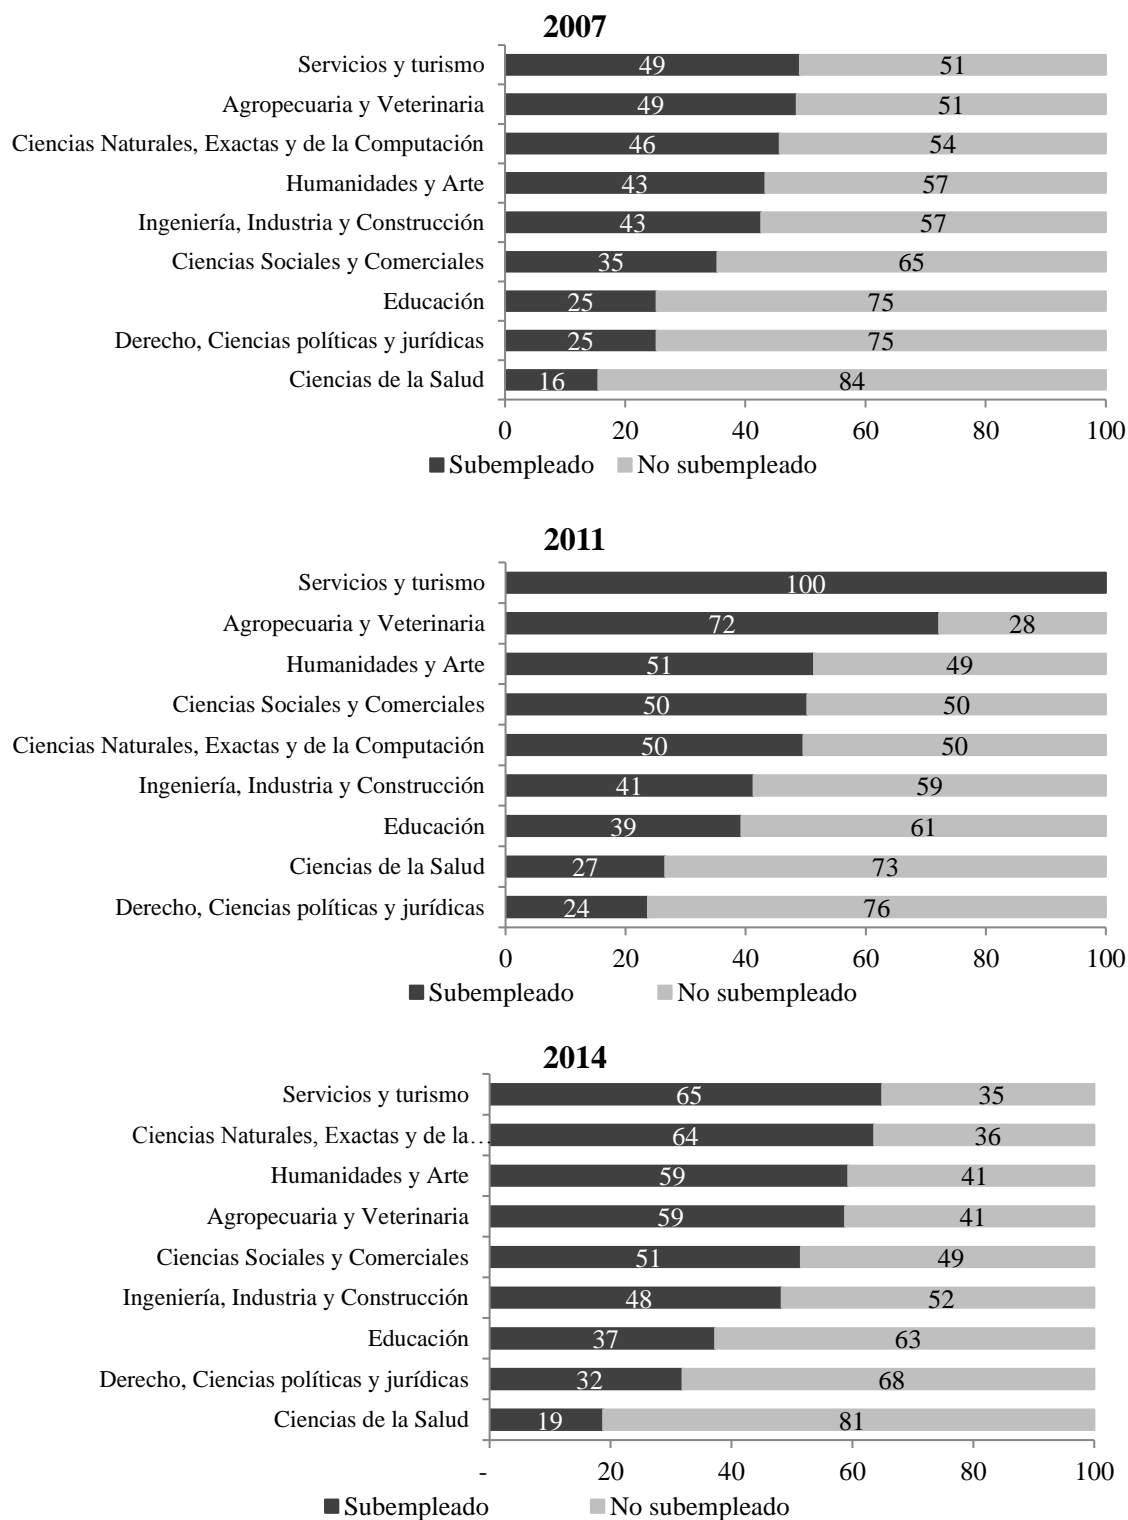 2007
Servicios y turismo 49 51
Agropecuaria y Veterinaria 49 51
Ciencias Naturales, Exactas y de la Computación 46 54
Humanidades y Arte 43 57
Ingeniería, Industria y Construcción 43 57
Ciencias Sociales y Comerciales 35 65
Educación 25 75
Derecho, Ciencias políticas y jurídicas 25 75
Ciencias de la Salud 16 84
0 20 40 60 80 100
Subempleado No subempleado
2011
Servicios y turismo 100
Agropecuaria y Veterinaria 72 28
Humanidades y Arte 51 49
Ciencias Sociales y Comerciales 50 50
Ciencias Naturales, Exactas y de la Computación 50 50
Ingeniería, Industria y Construcción 41 59
Educación 39 61
Ciencias de la Salud 27 73
Derecho, Ciencias políticas y jurídicas 24 76
0 20 40 60 80 100
Subempleado No subempleado
2014
Servicios y turismo 65 35
Ciencias Naturales, Exactas y de la… 64 36
Humanidades y Arte 59 41
Agropecuaria y Veterinaria 59 41
Ciencias Sociales y Comerciales 51 49
Ingeniería, Industria y Construcción 48 52
Educación 37 63
Derecho, Ciencias políticas y jurídicas 32 68
Ciencias de la Salud 19 81
- 20 40 60 80 100
Subempleado No subempleado